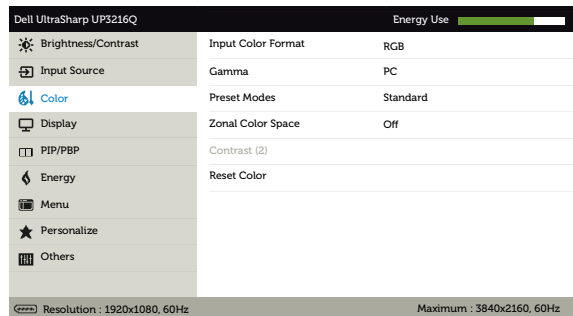 Dell UltraSharp UP3216Q Energy Use
Brightness/Contrast Input Color Format RGB
Input Source Gamma PC
Color Preset Modes Standard
Display Zonal Color Space Off
PIP/PBP Contrast (2)
Energy Reset Color
Menu
Personalize
Others
Resolution : 1920x1080, 60Hz Maximum : 3840x2160, 60Hz